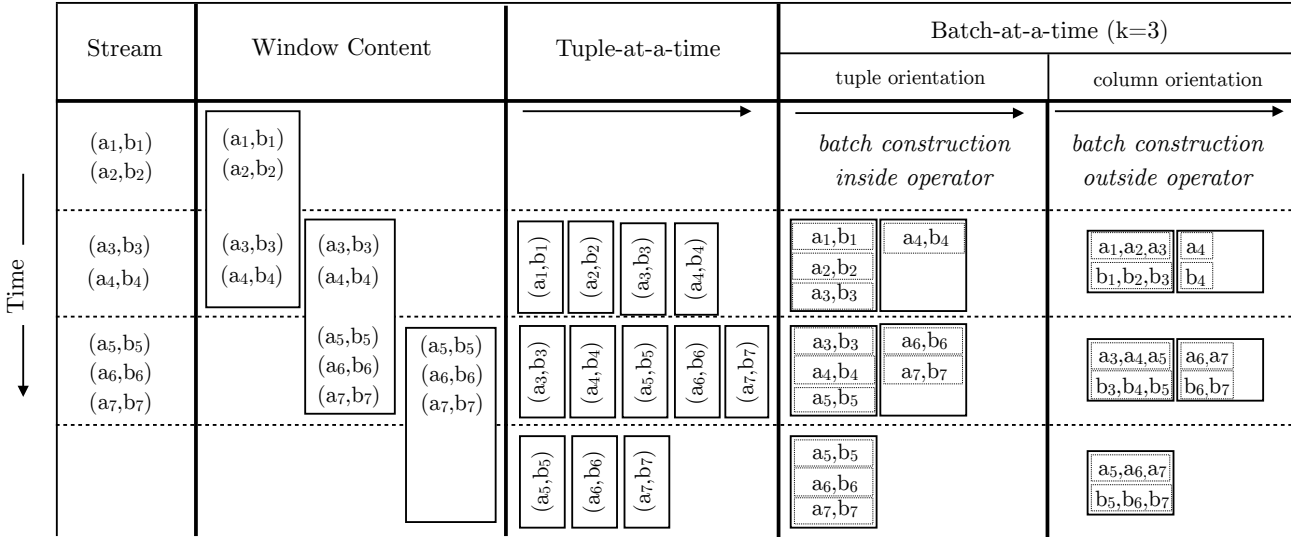 Stream
Window Content
Tuple-at-a-time
Batch-at-a-time (k=3)
tuple orientation
column orientation
Time
(a₁,b₁)
(a₂,b₂)
(a₃,b₃)
(a₄,b₄)
(a₅,b₅)
(a₆,b₆)
(a₇,b₇)
(a₁,b₁)
(a₂,b₂)
(a₃,b₃)
(a₄,b₄)
(a₃,b₃)
(a₄,b₄)
(a₅,b₅)
(a₆,b₆)
(a₇,b₇)
(a₅,b₅)
(a₆,b₆)
(a₇,b₇)
(a₁,b₁)
(a₂,b₂)
(a₃,b₃)
(a₄,b₄)
(a₃,b₃)
(a₄,b₄)
(a₅,b₅)
(a₆,b₆)
(a₇,b₇)
(a₅,b₅)
(a₆,b₆)
(a₇,b₇)
batch construction
inside operator
a₁,b₁
a₂,b₂
a₃,b₃
a₄,b₄
a₃,b₃
a₄,b₄
a₅,b₅
a₆,b₆
a₇,b₇
a₅,b₅
a₆,b₆
a₇,b₇
batch construction
outside operator
a₁,a₂,a₃
b₁,b₂,b₃
a₄
b₄
a₃,a₄,a₅
b₃,b₄,b₅
a₆,a₇
b₆,b₇
a₅,a₆,a₇
b₅,b₆,b₇